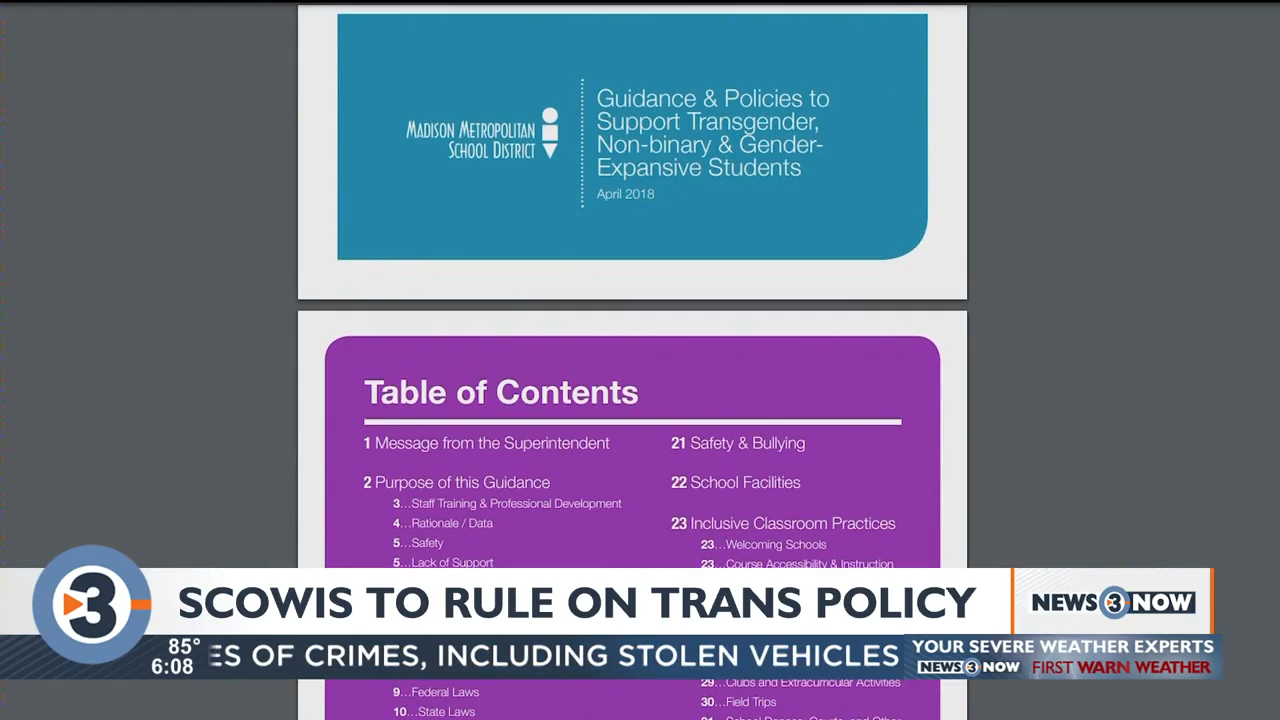 MADISON METROPOLITAN
SCHOOL DISTRICT
Guidance & Policies to
Support Transgender,
Non-binary & Gender-
Expansive Students
April 2018
Table of Contents
1 Message from the Superintendent
2 Purpose of this Guidance
3...Staff Training & Professional Development
4...Rationale / Data
5...Safety
5...Lack of Support
21 Safety & Bullying
22 School Facilities
23 Inclusive Classroom Practices
23...Welcoming Schools
23...Course Accessibility & Instruction
3
SCOWIS TO RULE ON TRANS POLICY
NEWS 3 NOW
85°
6:08
ES OF CRIMES, INCLUDING STOLEN VEHICLES
YOUR SEVERE WEATHER EXPERTS
NEWS 3 NOW FIRST WARN WEATHER
9...Federal Laws
10...State Laws
29...Clubs and Extracurricular Activities
30...Field Trips